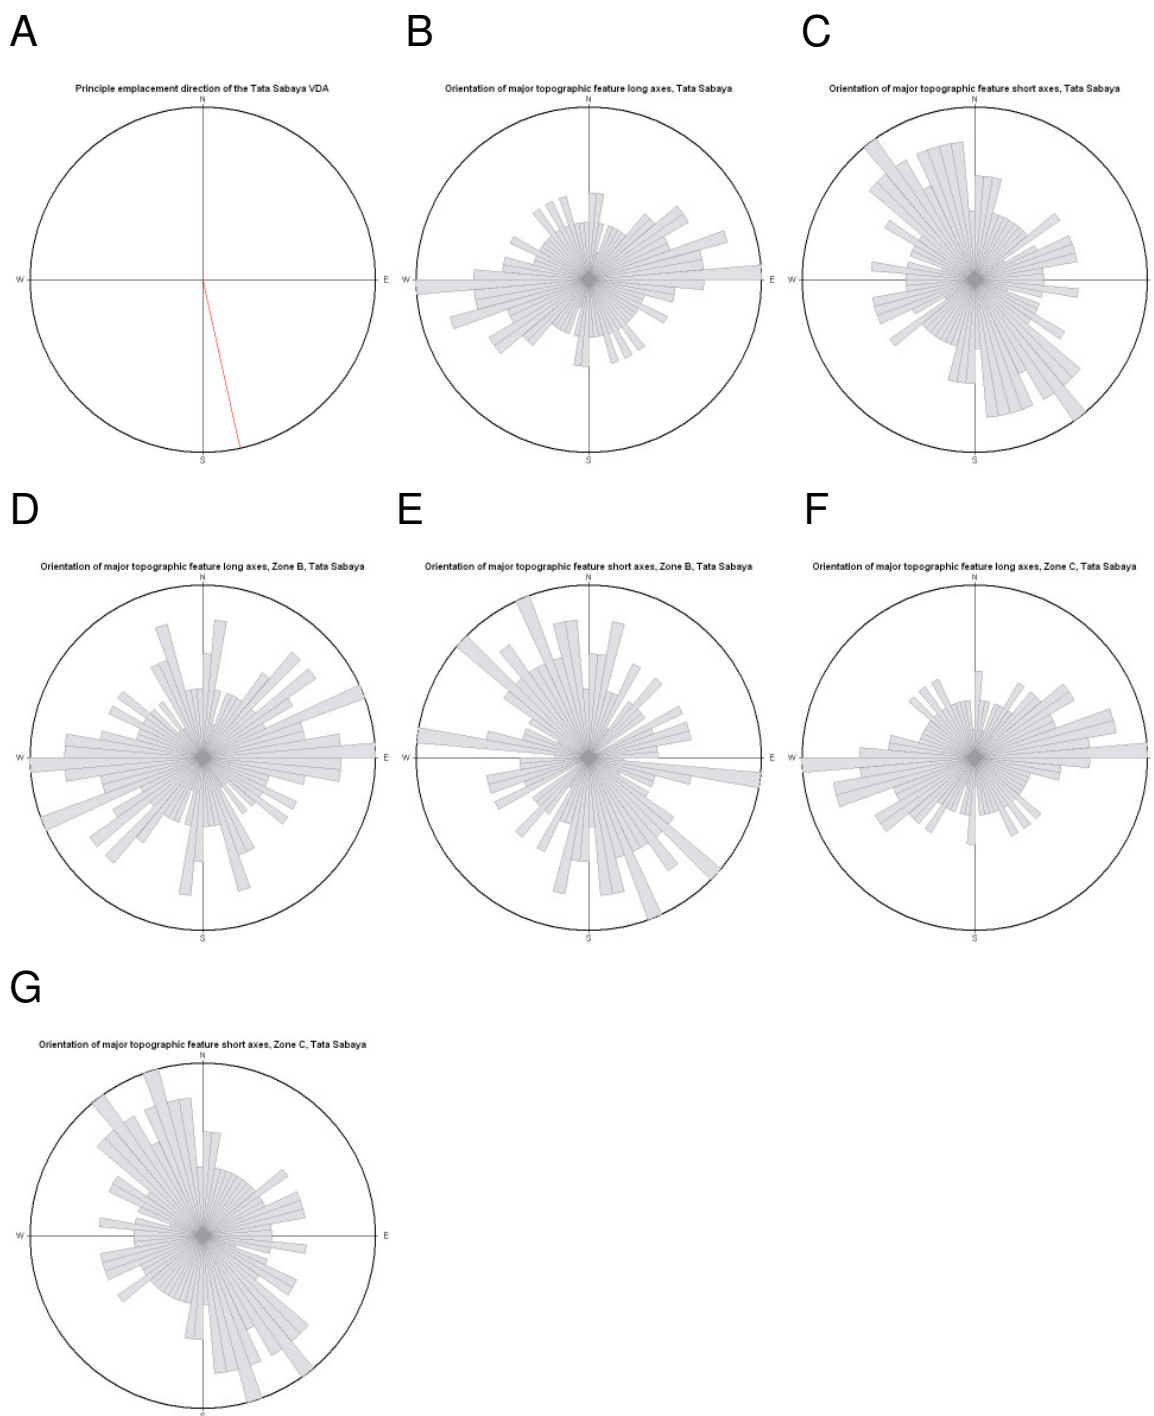 A
B
C
Principle emplacement direction of the Tata Sabaya VDA
Orientation of major topographic feature long axes, Tata Sabaya
Orientation of major topographic feature short axes, Tata Sabaya
N
N
N
W
E
W
E
W
E
S
S
S
D
E
F
Orientation of major topographic feature long axes, Zone B, Tata Sabaya
Orientation of major topographic feature short axes, Zone B, Tata Sabaya
Orientation of major topographic feature long axes, Zone C, Tata Sabaya
N
N
N
W
E
W
E
W
E
S
S
S
G
Orientation of major topographic feature short axes, Zone C, Tata Sabaya
N
W
E
S